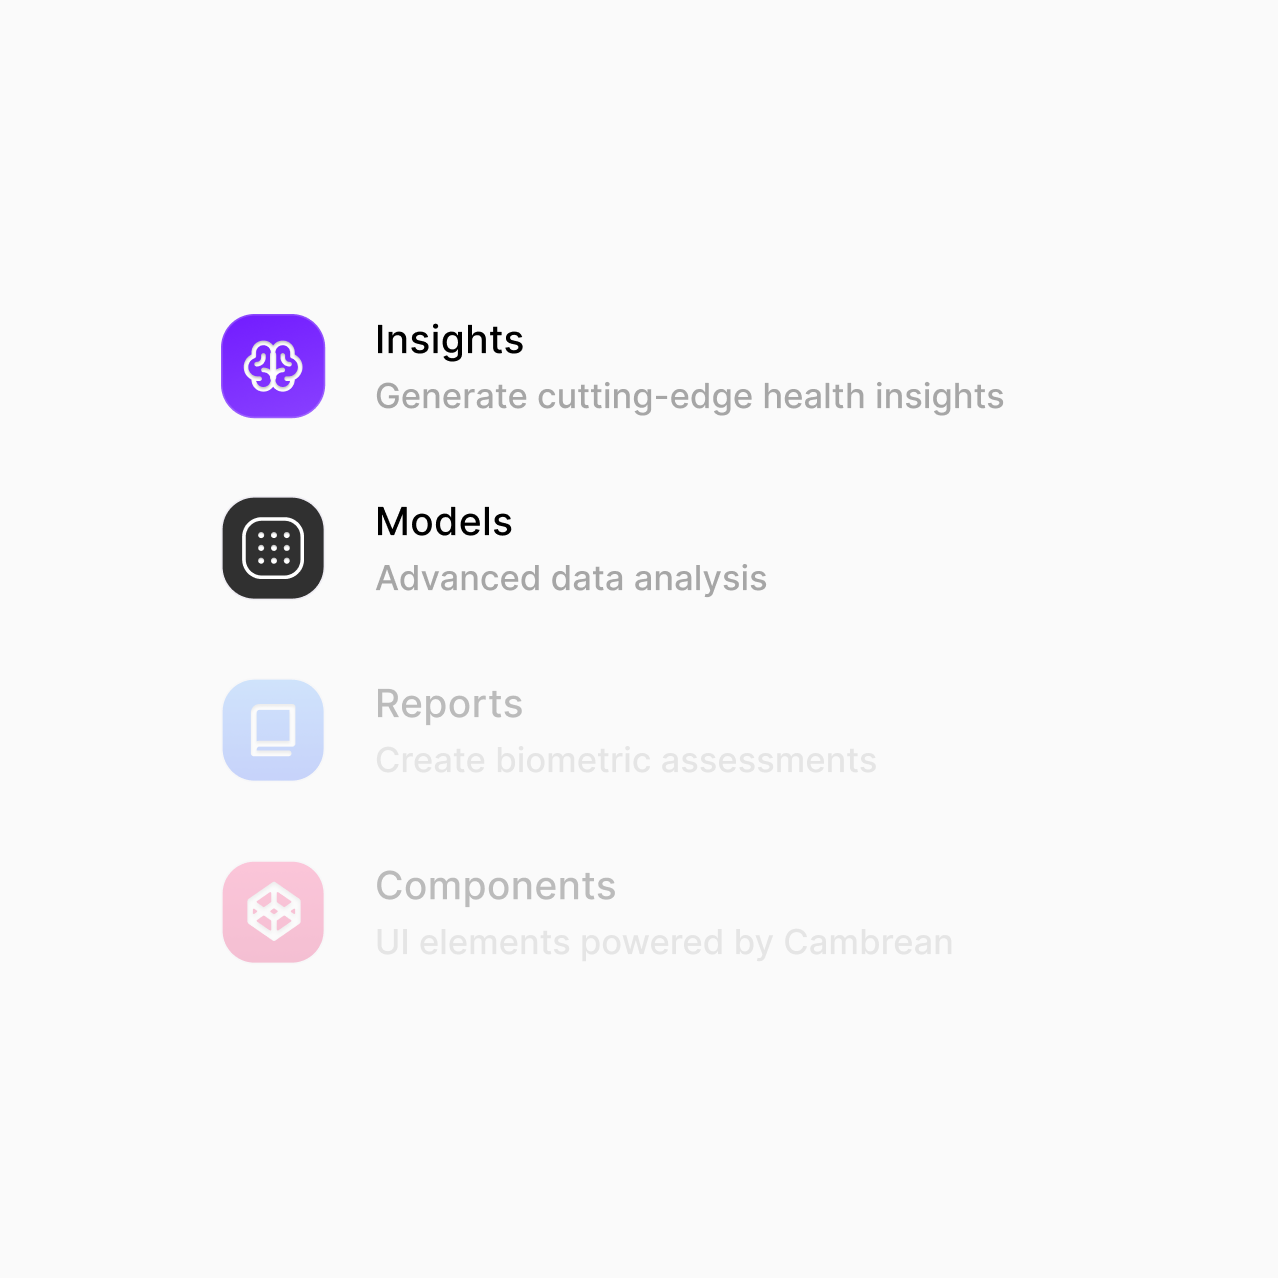 Insights
Generate cutting-edge health insights
Models
Advanced data analysis
Reports
Create biometric assessments
Components
UI elements powered by Cambrean